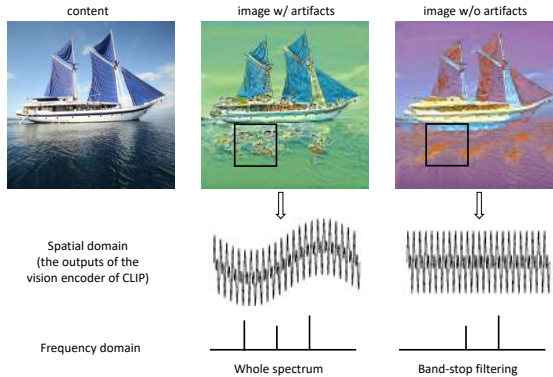 content
image w/ artifacts
image w/o artifacts
Spatial domain
(the outputs of the
vision encoder of CLIP)
Frequency domain
Whole spectrum
Band-stop filtering